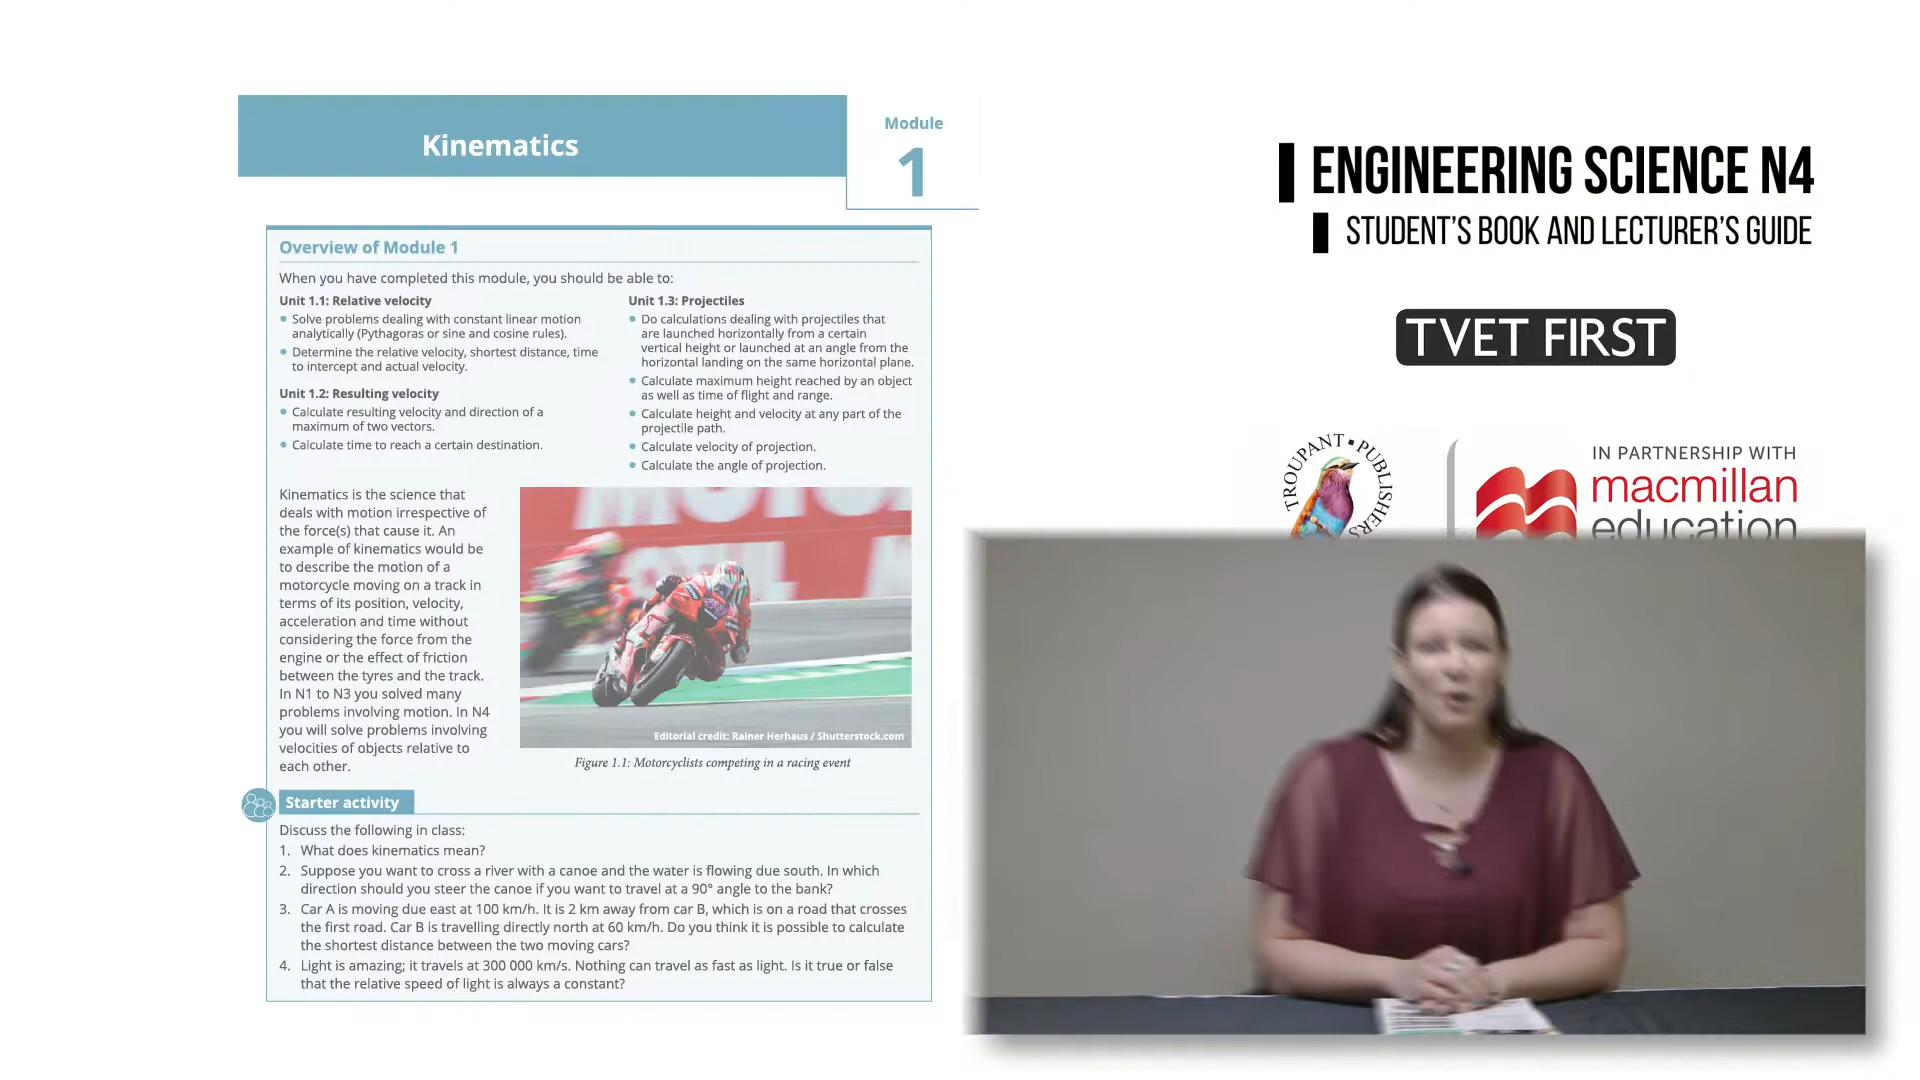 Kinematics
Module
1
Overview of Module 1
When you have completed this module, you should be able to:
Unit 1.1: Relative velocity
• Solve problems dealing with constant linear motion
analytically (Pythagoras or sine and cosine rules).
• Determine the relative velocity, shortest distance, time
to intercept and actual velocity.
Unit 1.2: Resulting velocity
• Calculate resulting velocity and direction of a
maximum of two vectors.
• Calculate time to reach a certain destination.
Unit 1.3: Projectiles
• Do calculations dealing with projectiles that
are launched horizontally from a certain
vertical height or launched at an angle from the
horizontal landing on the same horizontal plane.
• Calculate maximum height reached by an object
as well as time of flight and range.
• Calculate height and velocity at any part of the
projectile path.
• Calculate velocity of projection.
• Calculate the angle of projection.
Kinematics is the science that
deals with motion irrespective of
the force(s) that cause it. An
example of kinematics would be
to describe the motion of a
motorcycle moving on a track in
terms of its position, velocity,
acceleration and time without
considering the force from the
engine or the effect of friction
between the tyres and the track.
In N1 to N3 you solved many
problems involving motion. In N4
you will solve problems involving
velocities of objects relative to
each other.
Editorial credit: Rainer Herhaus / Shutterstock.com
Figure 1.1: Motorcyclists competing in a racing event
Starter activity
Discuss the following in class:
1. What does kinematics mean?
2. Suppose you want to cross a river with a canoe and the water is flowing due south. In which
direction should you steer the canoe if you want to travel at a 90° angle to the bank?
3. Car A is moving due east at 100 km/h. It is 2 km away from car B, which is on a road that crosses
the first road. Car B is travelling directly north at 60 km/h. Do you think it is possible to calculate
the shortest distance between the two moving cars?
4. Light is amazing; it travels at 300 000 km/s. Nothing can travel as fast as light. Is it true or false
that the relative speed of light is always a constant?
ENGINEERING SCIENCE N4
STUDENT'S BOOK AND LECTURER'S GUIDE
TVET FIRST
TROUPANT PUBLISHERS
IN PARTNERSHIP WITH
macmillan
education